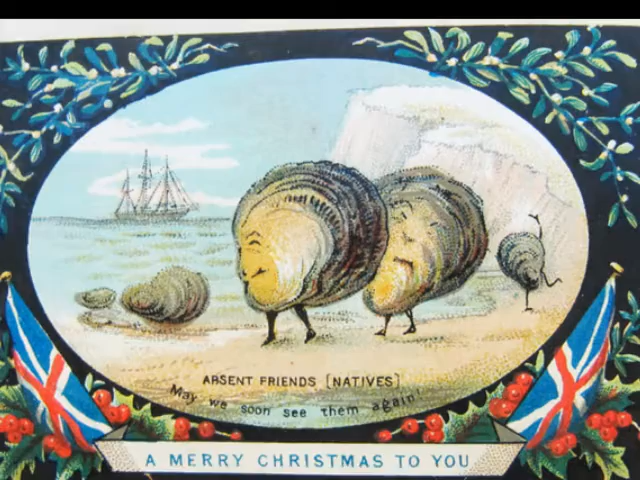 ABSENT FRIENDS [NATIVES]
May we soon see them again!
A MERRY CHRISTMAS TO YOU